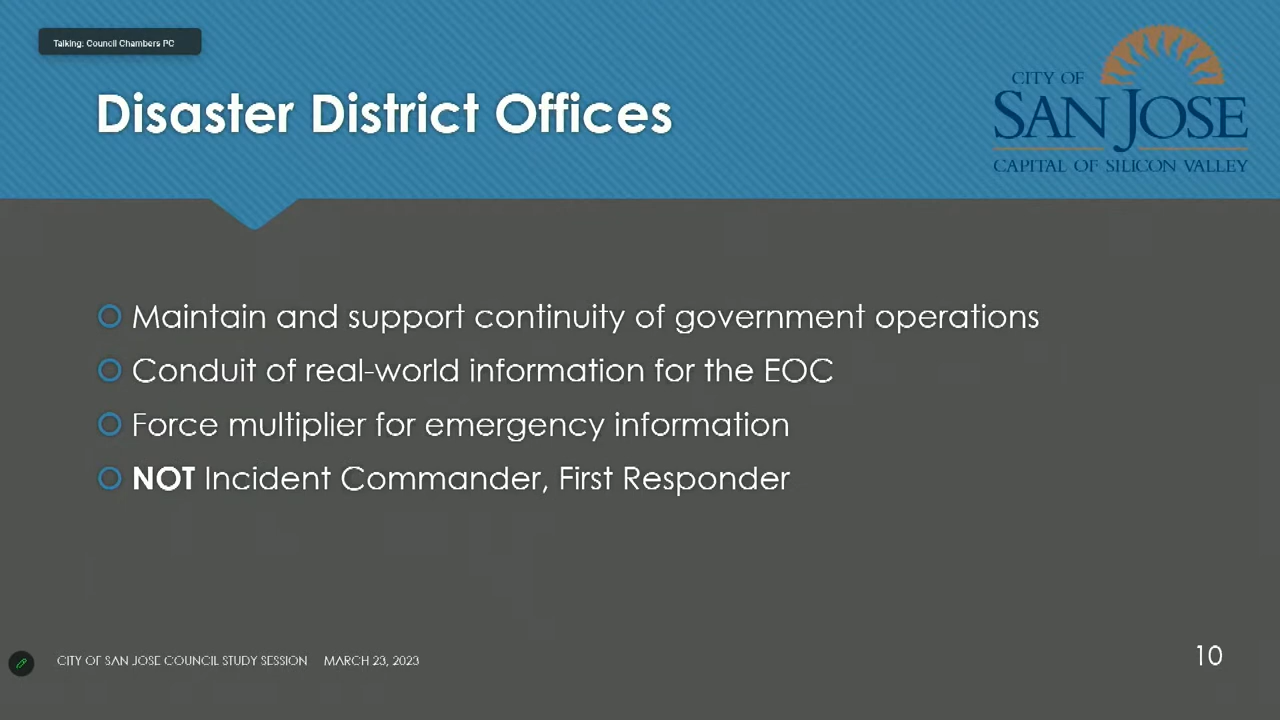 Talking: Council Chambers PC
Disaster District Offices
CITY OF
SAN JOSE
CAPITAL OF SILICON VALLEY
Maintain and support continuity of government operations
Conduit of real-world information for the EOC
Force multiplier for emergency information
NOT Incident Commander, First Responder
CITY OF SAN JOSE COUNCIL STUDY SESSION MARCH 23, 2023
10